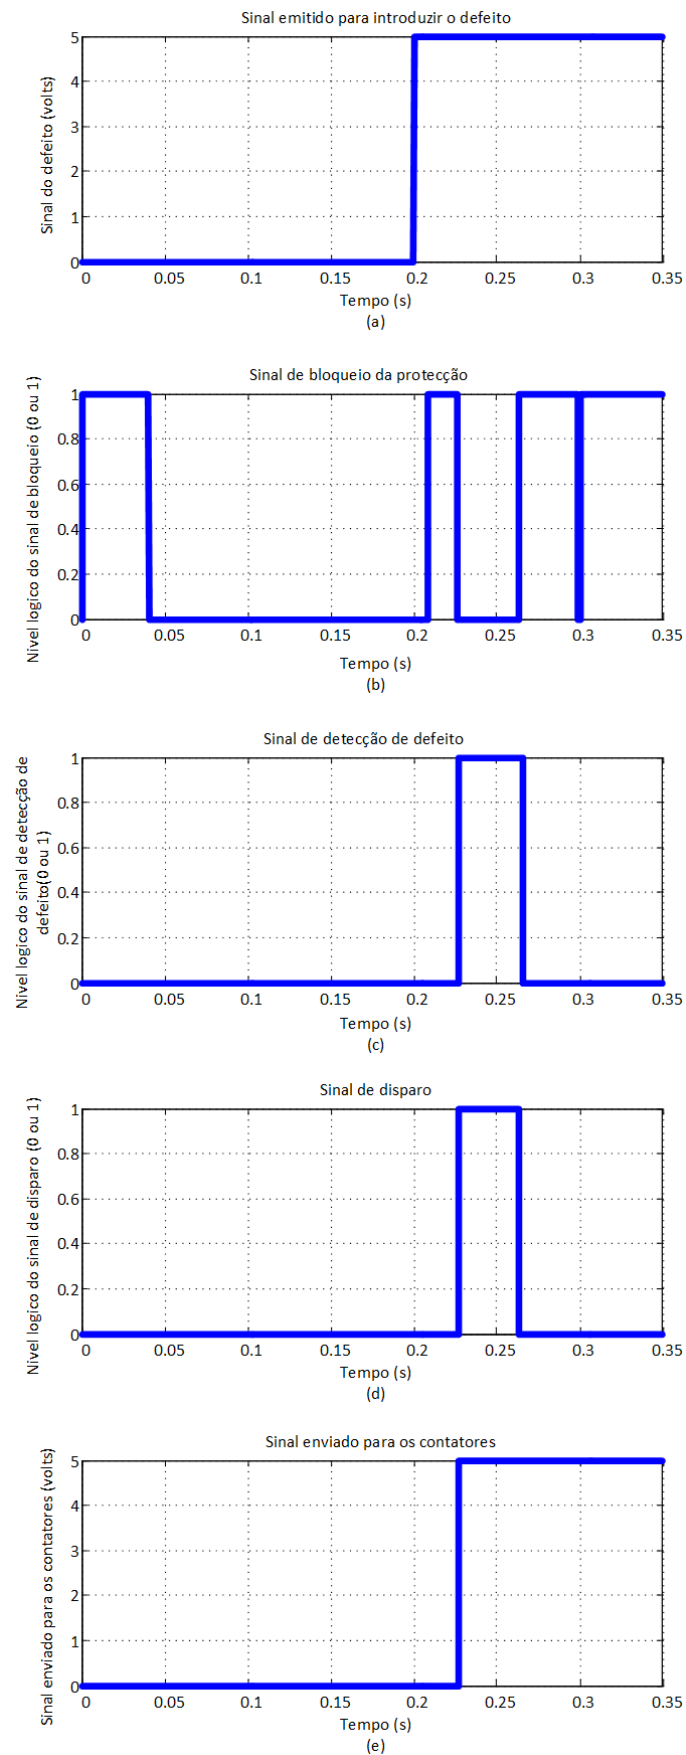 Sinal emitido para introduzir o defeito
Sinal do defeito (volts)
5
4
3
2
1
0
0 0.05 0.1 0.15 0.2 0.25 0.3 0.35
Tempo (s)
(a)
Sinal de bloqueio da protecção
Nivel logico do sinal de bloqueio (0 ou 1)
1
0.8
0.6
0.4
0.2
0
0 0.05 0.1 0.15 0.2 0.25 0.3 0.35
Tempo (s)
(b)
Sinal de detecção de defeito
Nivel logico do sinal de detecção de
defeito(0 ou 1)
1
0.8
0.6
0.4
0.2
0
0 0.05 0.1 0.15 0.2 0.25 0.3 0.35
Tempo (s)
(c)
Sinal de disparo
Nivel logico do sinal de disparo (0 ou 1)
1
0.8
0.6
0.4
0.2
0
0 0.05 0.1 0.15 0.2 0.25 0.3 0.35
Tempo (s)
(d)
Sinal enviado para os contatores
Sinal enviado para os contatores (volts)
5
4
3
2
1
0
0 0.05 0.1 0.15 0.2 0.25 0.3 0.35
Tempo (s)
(e)